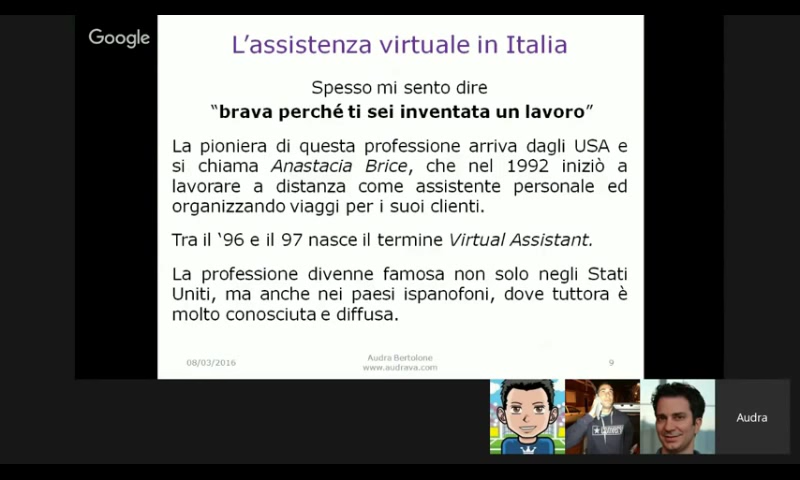 Google
L'assistenza virtuale in Italia
Spesso mi sento dire
“brava perché ti sei inventata un lavoro”
La pioniera di questa professione arriva dagli USA e
si chiama Anastacia Brice, che nel 1992 iniziò a
lavorare a distanza come assistente personale ed
organizzando viaggi per i suoi clienti.
Tra il ‘96 e il 97 nasce il termine Virtual Assistant.
La professione divenne famosa non solo negli Stati
Uniti, ma anche nei paesi ispanofoni, dove tuttora è
molto conosciuta e diffusa.
08/03/2016
Audra Bertolone
www.audrava.com
9
Audra